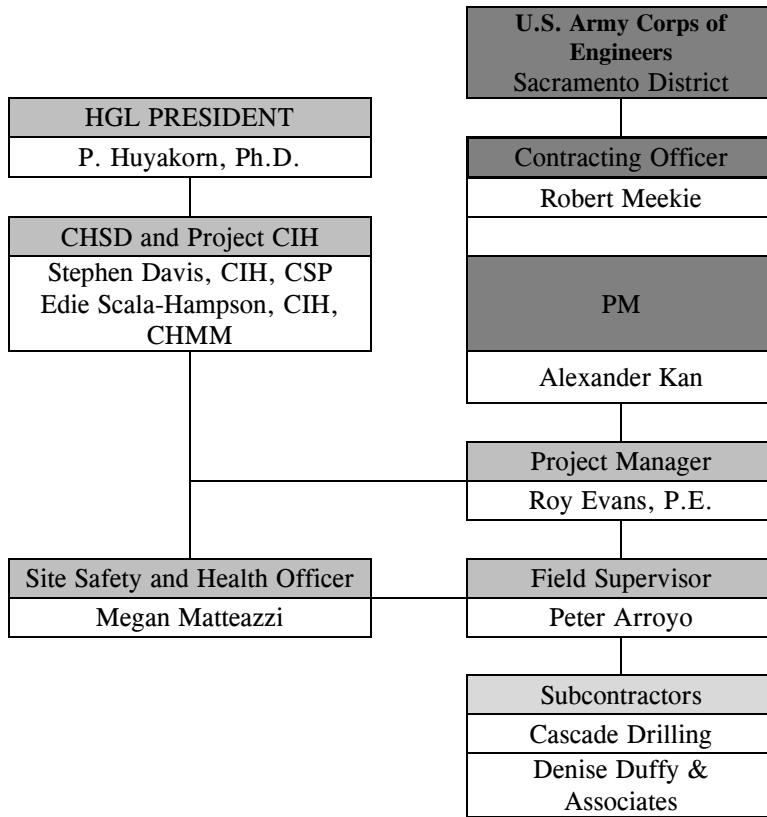 U.S. Army Corps of
Engineers
Sacramento District
HGL PRESIDENT
P. Huyakorn, Ph.D.
Contracting Officer
Robert Meekie
CHSD and Project CIH
Stephen Davis, CIH, CSP
Edie Scala-Hampson, CIH,
CHMM
PM
Alexander Kan
Project Manager
Roy Evans, P.E.
Site Safety and Health Officer
Megan Matteazzi
Field Supervisor
Peter Arroyo
Subcontractors
Cascade Drilling
Denise Duffy &
Associates